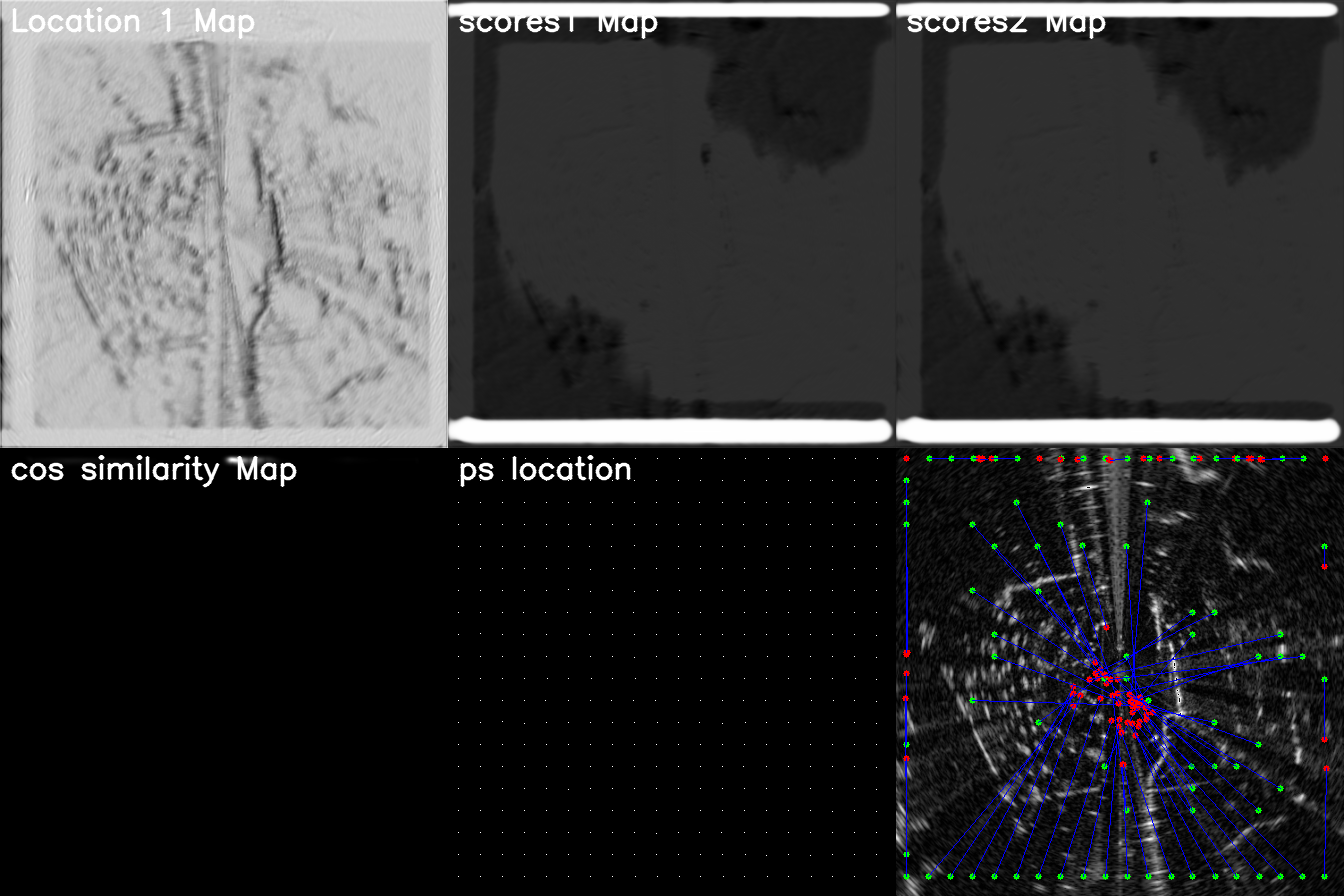 Location 1 Map
scores1 Map
scores2 Map
cos similarity Map
ps location